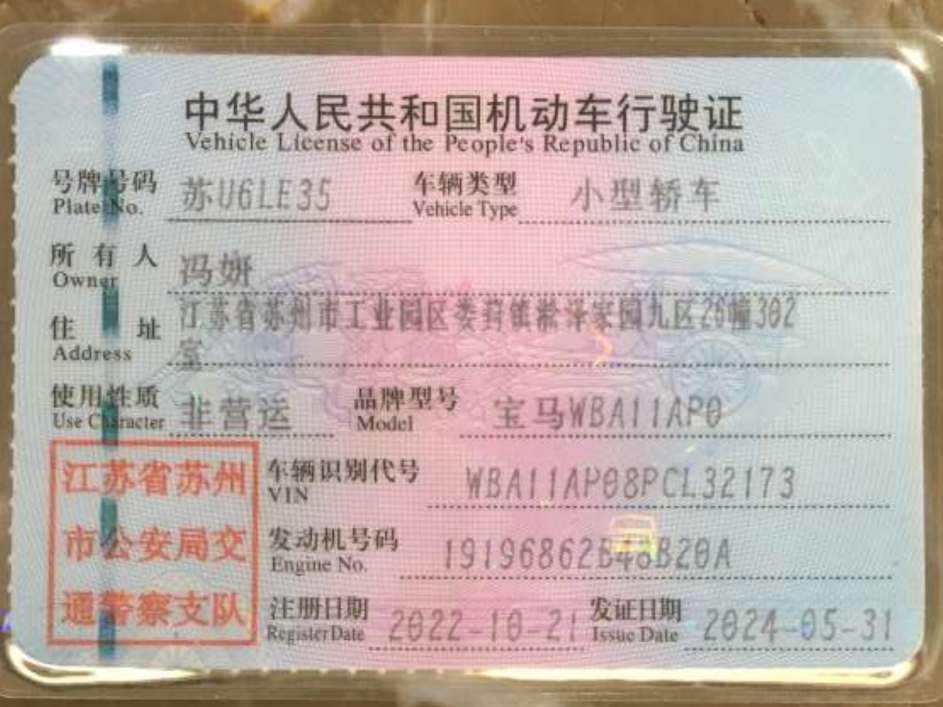 中华人民共和国机动车行驶证
Vehicle License of the People's Republic of China
号牌号码 苏U6LE35 车辆类型 小型轿车
Plate No. Vehicle Type
所有人 冯妍
Owner
住址 江苏省苏州市工业园区娄葑镇淞泽家园九区26幢302
Address 室
使用性质 非营运 品牌型号 宝马WBA11AP0
Use Character Model
江苏省苏州 车辆识别代号 WBA11AP08PCL32173
VIN
市公安局交 发动机号码 19196862B48B20A
Engine No.
通警察支队 注册日期 2022-10-21 发证日期 2024-05-31
Register Date Issue Date